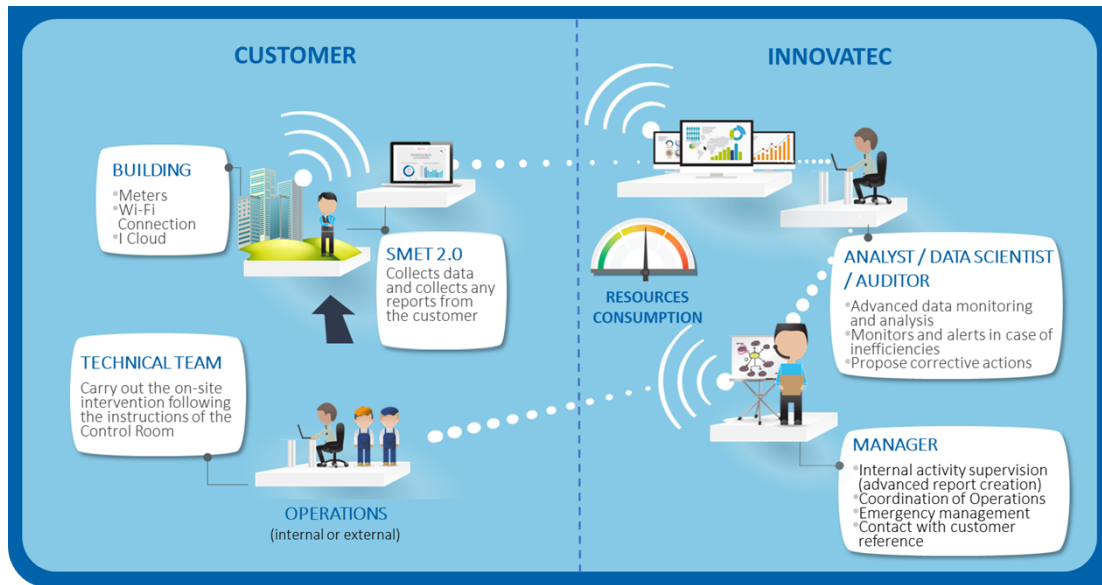 CUSTOMER
INNOVATEC
BUILDING
•Meters
•Wi-Fi
Connection
•I Cloud
SMET 2.0
Collects data
and collects any
reports from
the customer
RESOURCES
CONSUMPTION
ANALYST / DATA SCIENTIST
/ AUDITOR
•Advanced data monitoring
and analysis
•Monitors and alerts in case of
inefficiencies
•Propose corrective actions
TECHNICAL TEAM
Carry out the on-site
intervention following
the instructions of the
Control Room
OPERATIONS
(internal or external)
MANAGER
•Internal activity supervision
(advanced report creation)
•Coordination of Operations
•Emergency management
•Contact with customer
reference